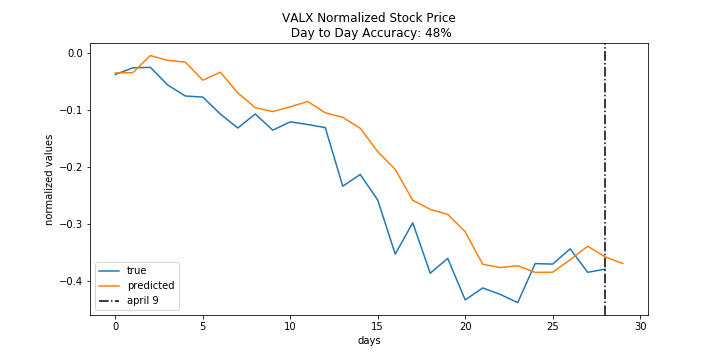 VALX Normalized Stock Price
Day to Day Accuracy: 48%
0.0
−0.1
−0.2
−0.3
−0.4
normalized values
true
predicted
april 9
0
5
10
15
20
25
30
days